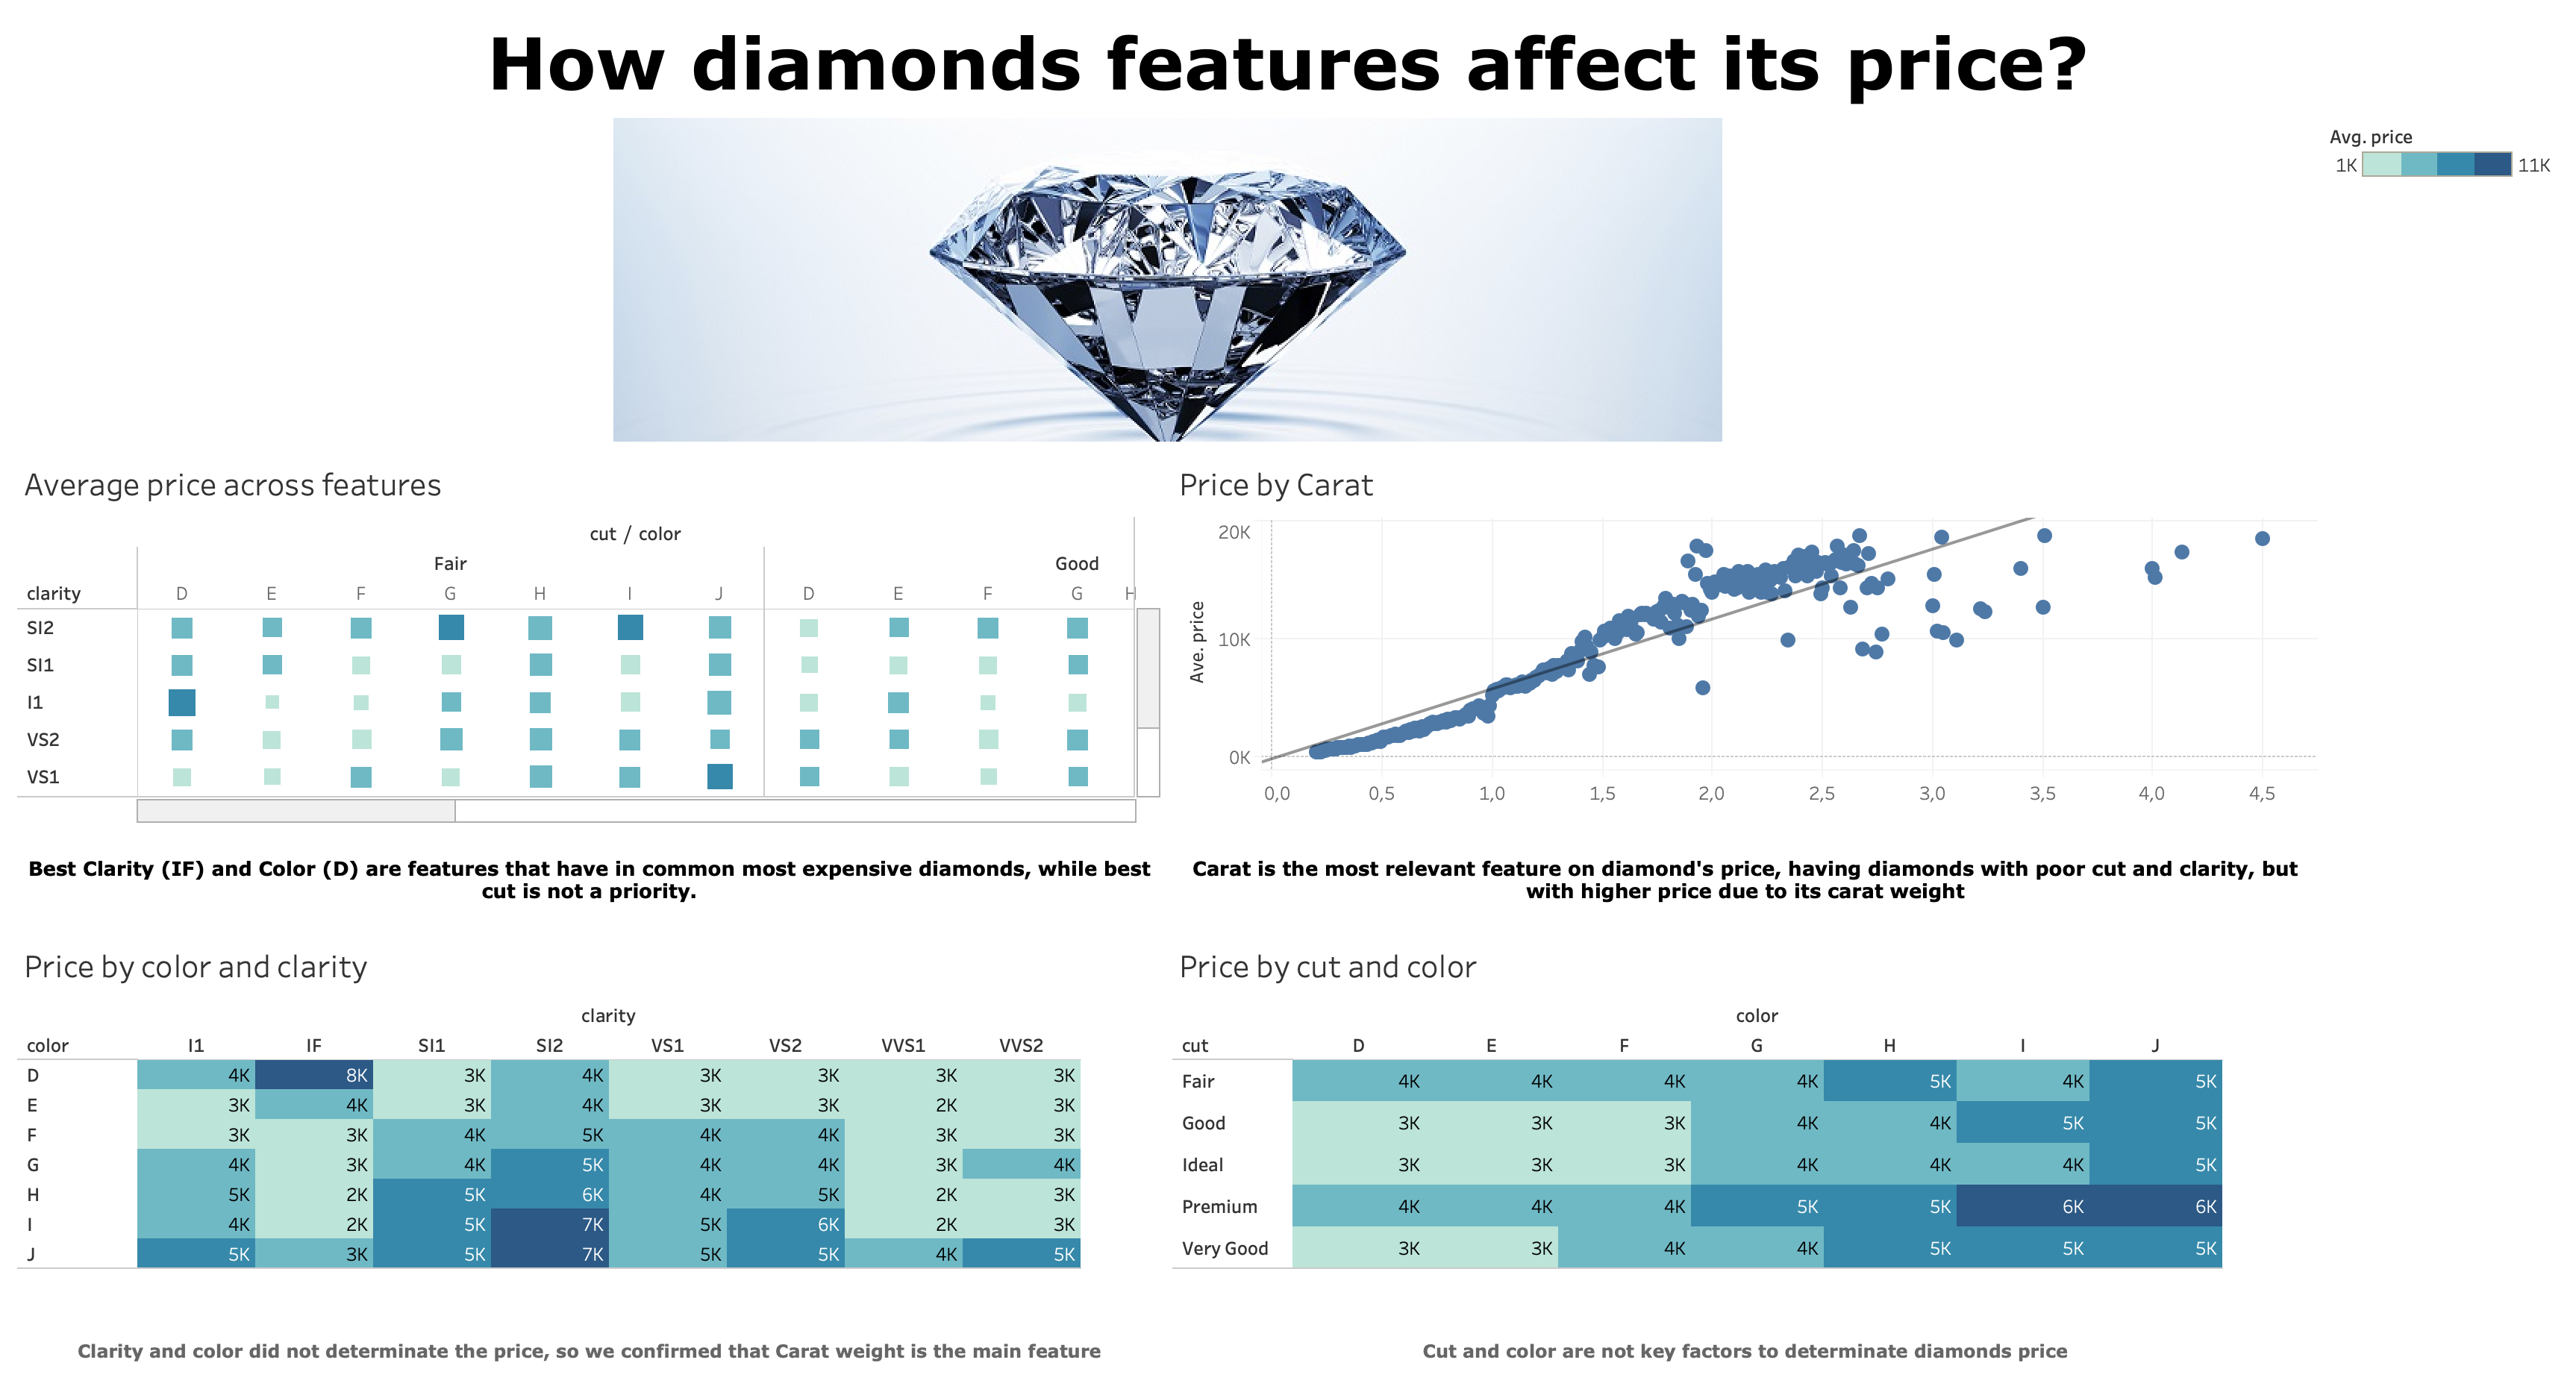 How diamonds features affect its price?
Avg. price
1K 11K
Average price across features
cut / color
Fair Good
clarity D E F G H I J D E F G H
SI2
SI1
I1
VS2
VS1
Price by Carat
Ave. price
20K
10K
0K
0,0 0,5 1,0 1,5 2,0 2,5 3,0 3,5 4,0 4,5
Best Clarity (IF) and Color (D) are features that have in common most expensive diamonds, while best
cut is not a priority.
Carat is the most relevant feature on diamond's price, having diamonds with poor cut and clarity, but
with higher price due to its carat weight
Price by color and clarity
clarity
color I1 IF SI1 SI2 VS1 VS2 VVS1 VVS2
D 4K 8K 3K 4K 3K 3K 3K 3K
E 3K 4K 3K 4K 3K 3K 2K 3K
F 3K 3K 4K 5K 4K 4K 3K 3K
G 4K 3K 4K 5K 4K 4K 3K 4K
H 5K 2K 5K 6K 4K 5K 2K 3K
I 4K 2K 5K 7K 5K 6K 2K 3K
J 5K 3K 5K 7K 5K 5K 4K 5K
Price by cut and color
color
cut D E F G H I J
Fair 4K 4K 4K 4K 5K 4K 5K
Good 3K 3K 3K 4K 4K 5K 5K
Ideal 3K 3K 3K 4K 4K 4K 5K
Premium 4K 4K 4K 5K 5K 6K 6K
Very Good 3K 3K 4K 4K 5K 5K 5K
Clarity and color did not determinate the price, so we confirmed that Carat weight is the main feature
Cut and color are not key factors to determinate diamonds price